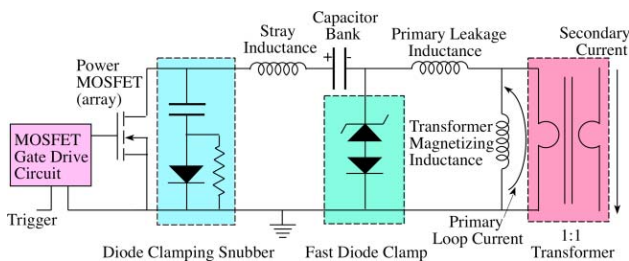 Capacitor
Bank
Stray
Inductance
+ -
Primary Leakage
Inductance
Secondary
Current
Power
MOSFET
(array)
MOSFET
Gate Drive
Circuit
Transformer
Magnetizing
Inductance
Trigger
Primary
Loop Current
1:1
Transformer
Diode Clamping Snubber
Fast Diode Clamp